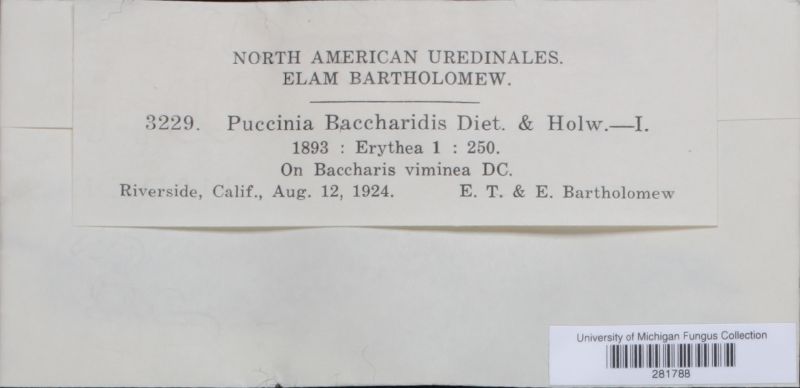 NORTH AMERICAN UREDINALES.
ELAM BARTHOLOMEW.
3229. Puccinia Baccharidis Diet. & Holw.—I.
1893 : Erythea 1 : 250.
On Baccharis viminea DC.
Riverside, Calif., Aug. 12, 1924. E. T. & E. Bartholomew
University of Michigan Fungus Collection
281788